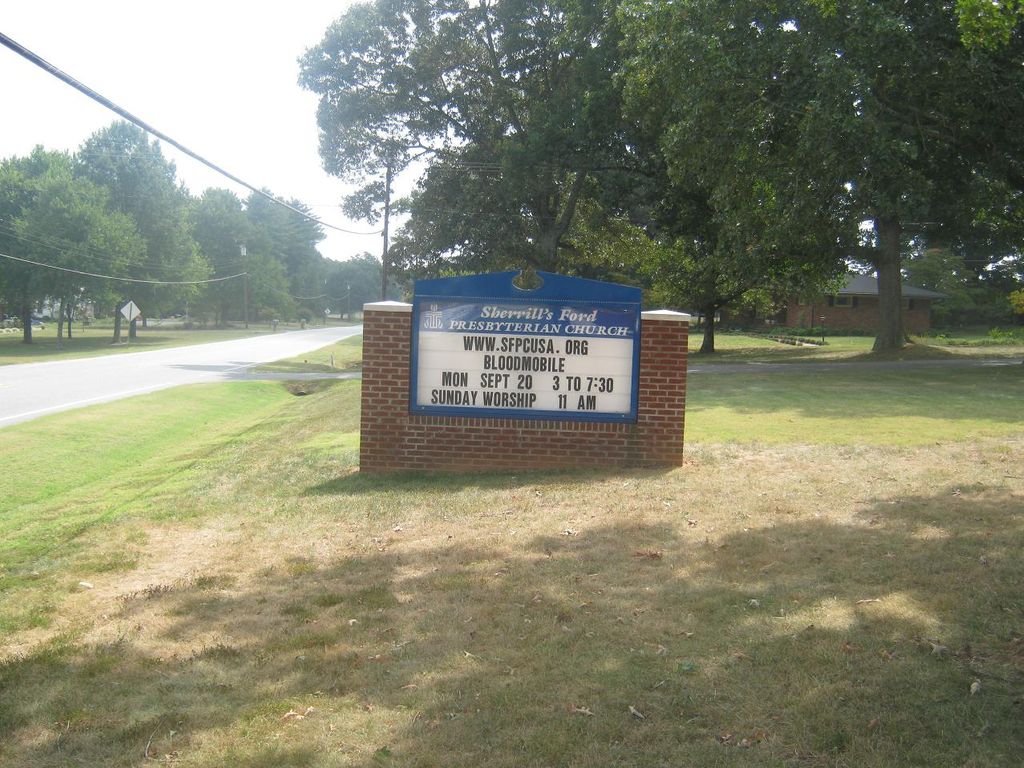 Sherrill's Ford
PRESBYTERIAN CHURCH
WWW.SFPCUSA. ORG
BLOODMOBILE
MON SEPT 20 3 TO 7:30
SUNDAY WORSHIP 11 AM